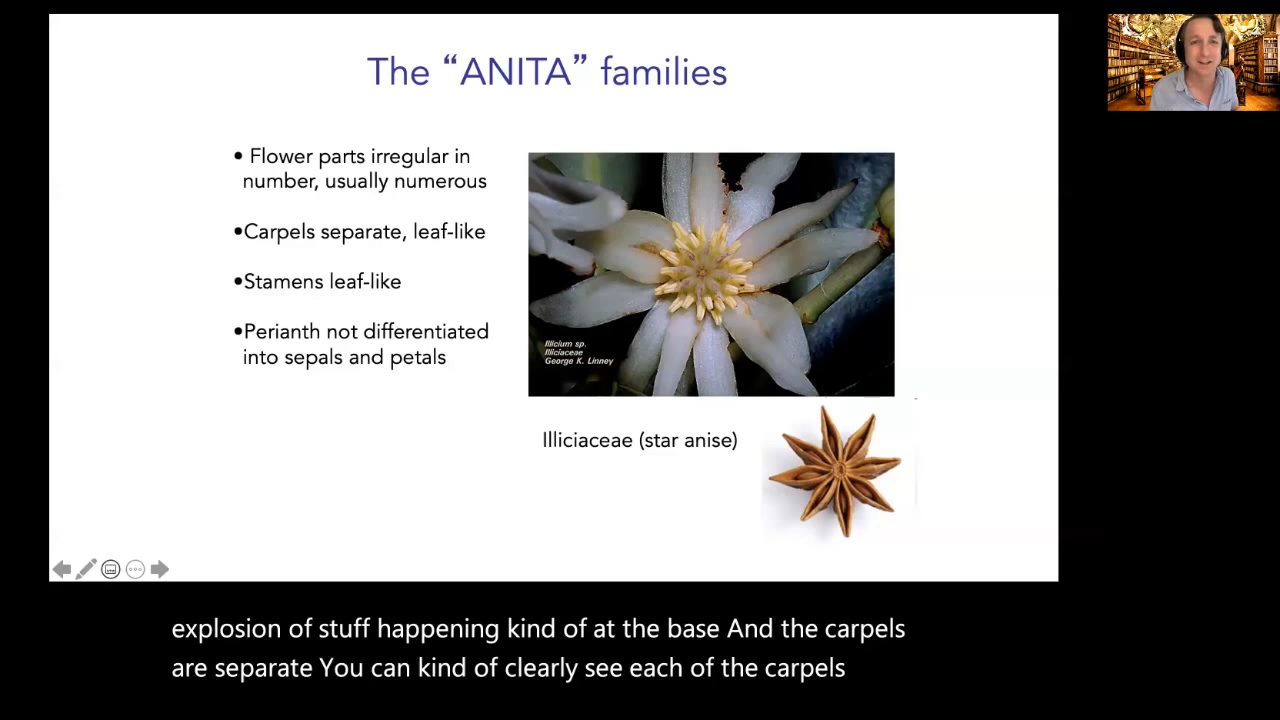 The “ANITA” families
• Flower parts irregular in
number, usually numerous
•Carpels separate, leaf-like
•Stamens leaf-like
•Perianth not differentiated
into sepals and petals
Illicium sp.
Illiciaceae
George K. Linney
Illiciaceae (star anise)
explosion of stuff happening kind of at the base And the carpels
are separate You can kind of clearly see each of the carpels